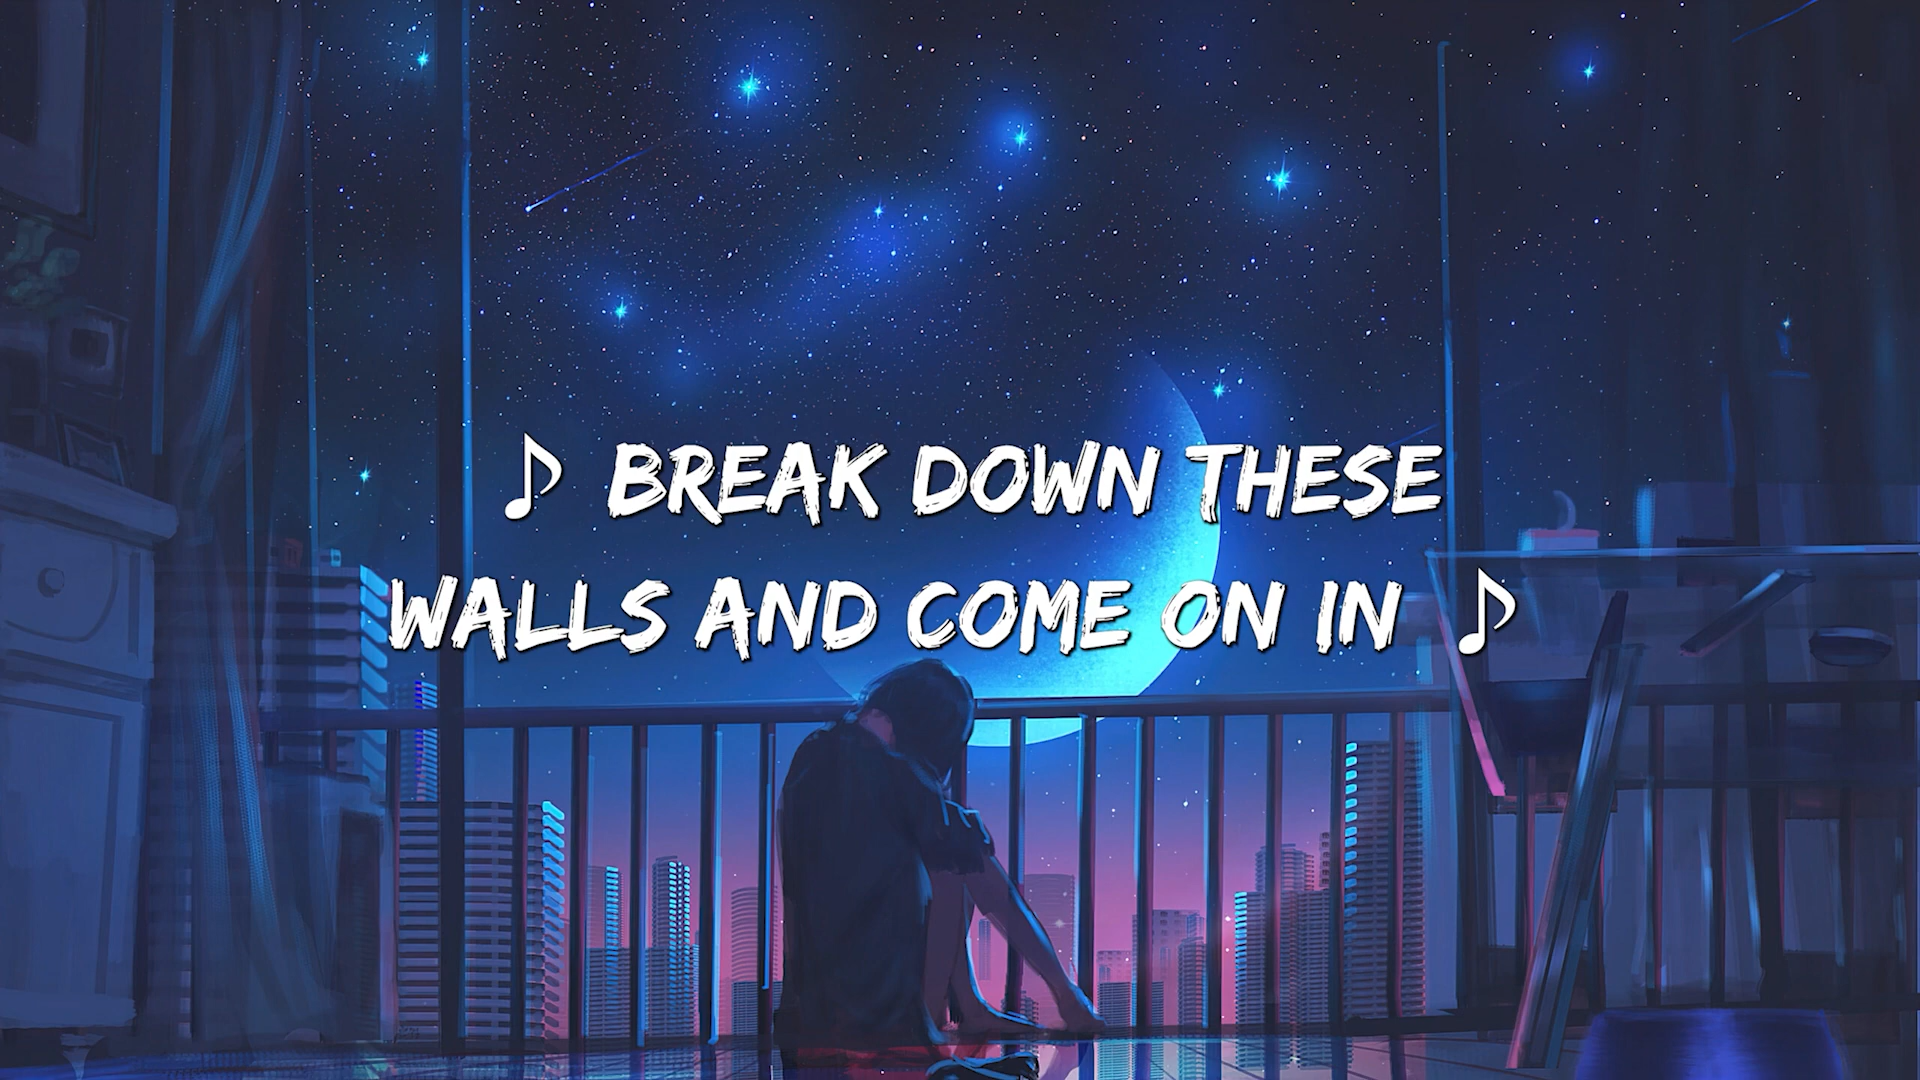 ♪ BREAK DOWN THESE
WALLS AND COME ON IN ♪